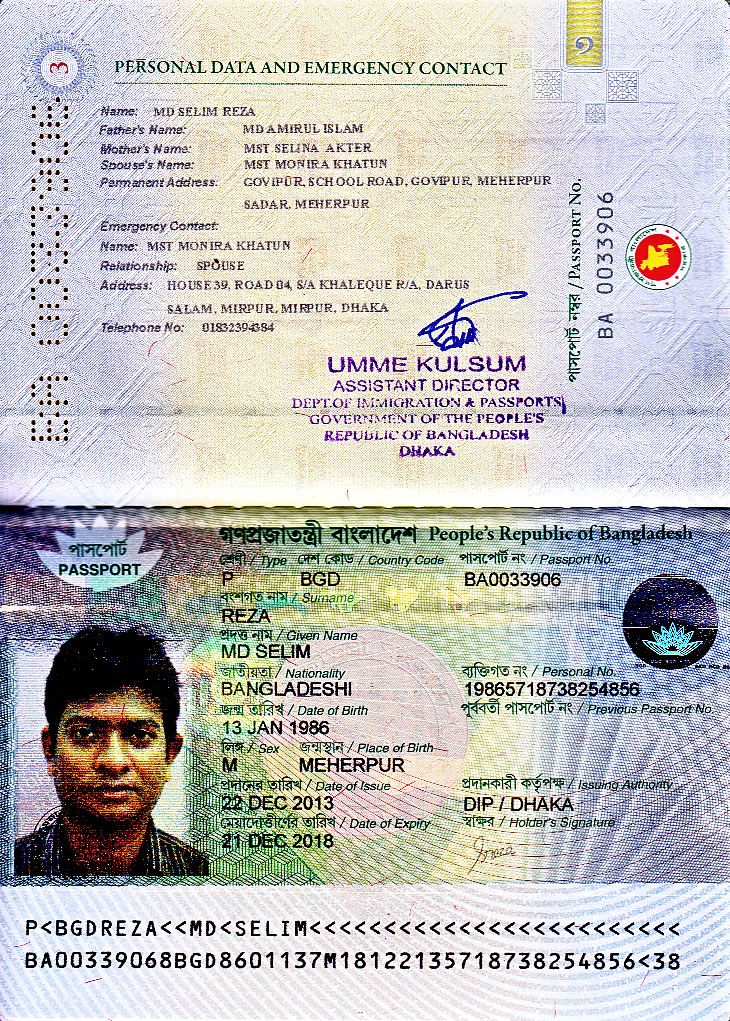 3
PERSONAL DATA AND EMERGENCY CONTACT
Name: MD SELIM REZA
Father's Name: MD AMIRUL ISLAM
Mother's Name: MST SELINA AKTER
Spouse's Name: MST MONIRA KHATUN
Permanent Address: GOVIPUR, SCHOOL ROAD, GOVIPUR, MEHERPUR
SADAR, MEHERPUR
Emergency Contact:
Name: MST MONIRA KHATUN
Relationship: SPOUSE
Address: HOUSE 39, ROAD 04, S/A KHALEQUE R/A, DARUS
SALAM, MIRPUR, MIRPUR, DHAKA
Telephone No: 01832394384
UMME KULSUM
ASSISTANT DIRECTOR
DEPT.OF IMMIGRATION & PASSPORTS
GOVERNMENT OF THE PEOPLE'S
REPUBLIC OF BANGLADESH
DHAKA
পাসপোর্ট নম্বর / PASSPORT No. BA 0033906
পাসপোর্ট
PASSPORT
গণপ্রজাতন্ত্রী বাংলাদেশ People's Republic of Bangladesh
শ্রেণী / Type দেশ কোড / Country Code পাসপোর্ট নং / Passport No
P BGD BA0033906
বংশগত নাম / Surname
REZA
প্রদত্ত নাম / Given Name
MD SELIM
জাতীয়তা / Nationality ব্যক্তিগত নং / Personal No.
BANGLADESHI 19865718738254856
জন্ম তারিখ / Date of Birth পূর্ববর্তী পাসপোর্ট নং / Previous Passport No.
13 JAN 1986
লিঙ্গ / Sex জন্মস্থান / Place of Birth
M MEHERPUR
প্রদানের তারিখ / Date of Issue প্রদানকারী কর্তৃপক্ষ / Issuing Authority
22 DEC 2013 DIP / DHAKA
মেয়াদোত্তীর্ণের তারিখ / Date of Expiry স্বাক্ষর / Holder's Signature
21 DEC 2018
P<BGDREZA<<MD<SELIM<<<<<<<<<<<<<<<<<<<<<<<<<
BA00339068BGD8601137M18122135718738254856<38